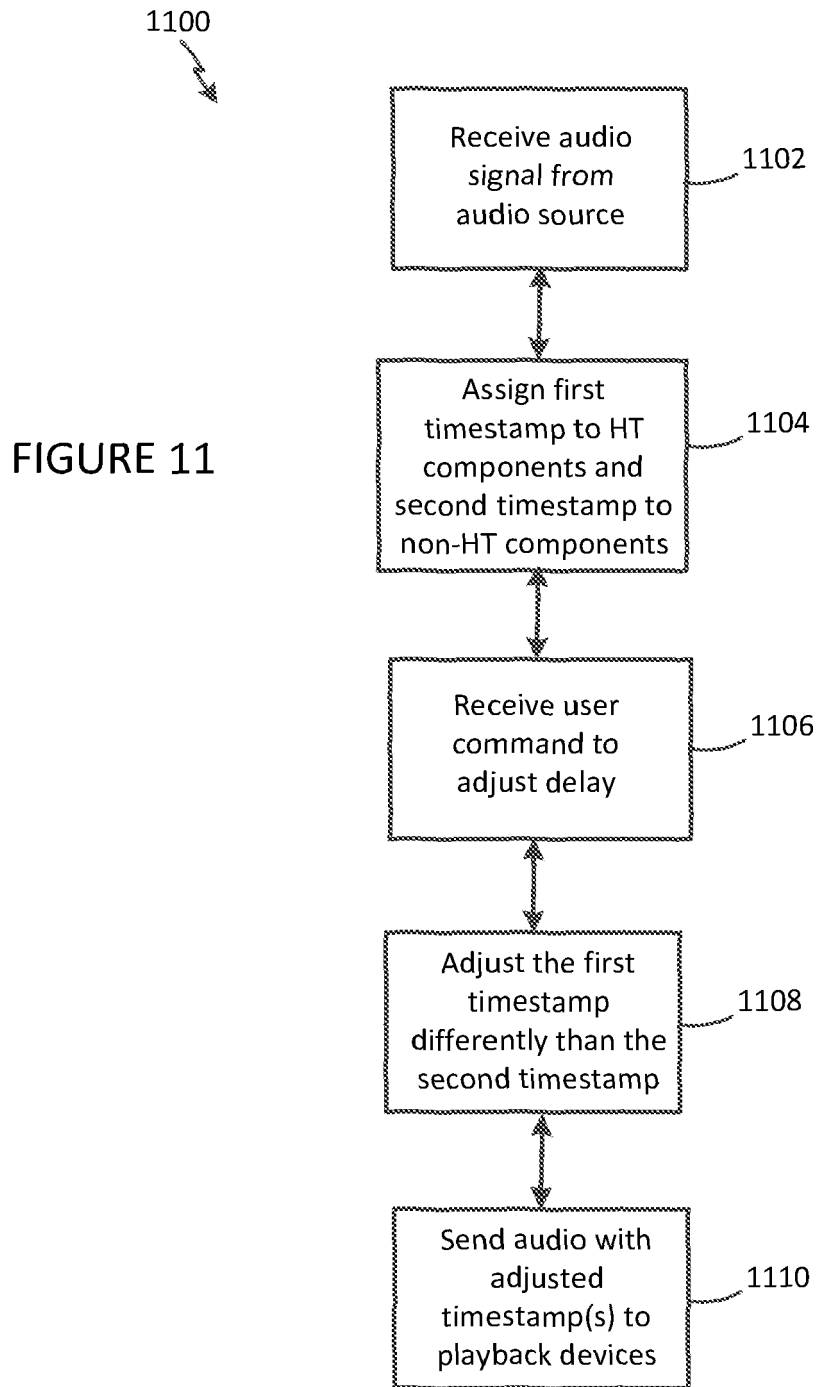 1100
Receive audio
signal from
audio source
1102
Assign first
timestamp to HT
components and
second timestamp to
non-HT components
1104
FIGURE 11
Receive user
command to
adjust delay
1106
Adjust the first
timestamp
differently than the
second timestamp
1108
Send audio with
adjusted
timestamp(s) to
playback devices
1110